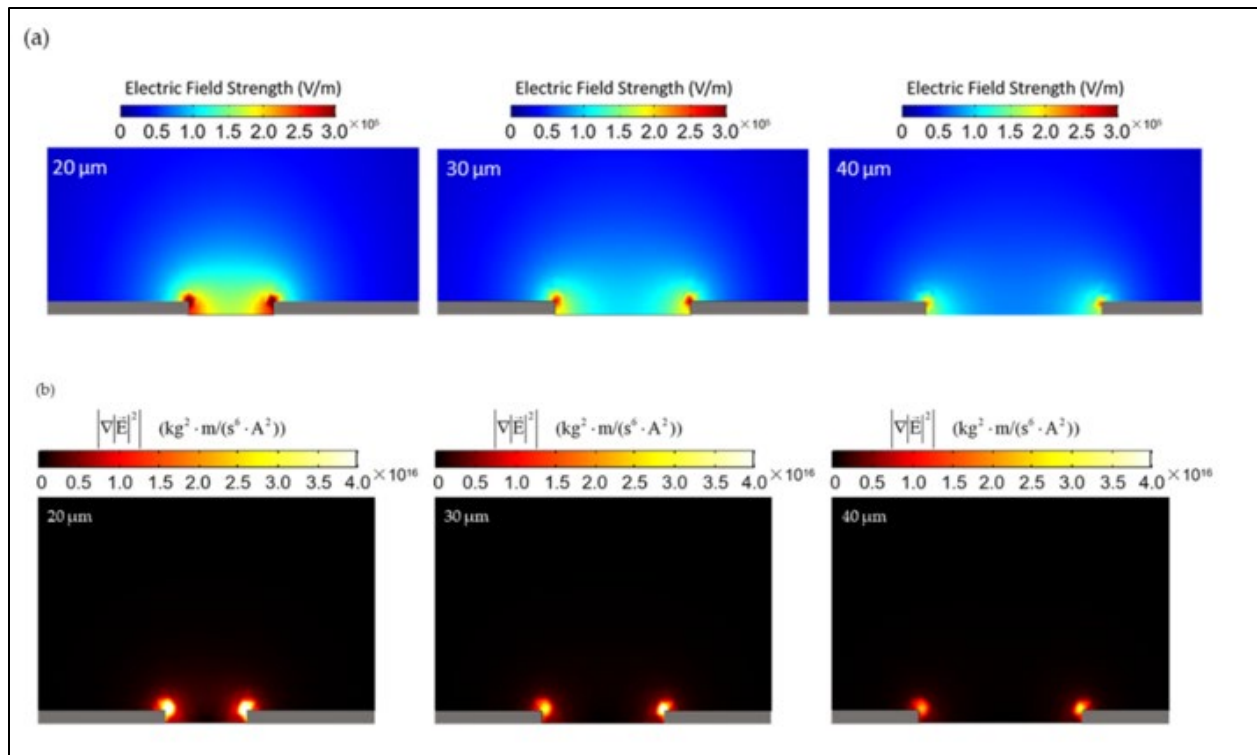 (a)
Electric Field Strength (V/m) Electric Field Strength (V/m) Electric Field Strength (V/m)
0 0.5 1.0 1.5 2.0 2.5 3.0 ×10⁵ 0 0.5 1.0 1.5 2.0 2.5 3.0 ×10⁵ 0 0.5 1.0 1.5 2.0 2.5 3.0 ×10⁵
20 μm 30 μm 40 μm
(b)
|∇|E⃗|²| (kg²·m/(s⁶·A²)) |∇|E⃗|²| (kg²·m/(s⁶·A²)) |∇|E⃗|²| (kg²·m/(s⁶·A²))
0 0.5 1.0 1.5 2.0 2.5 3.0 3.5 4.0 ×10¹⁶ 0 0.5 1.0 1.5 2.0 2.5 3.0 3.5 4.0 ×10¹⁶ 0 0.5 1.0 1.5 2.0 2.5 3.0 3.5 4.0 ×10¹⁶
20 μm 30 μm 40 μm